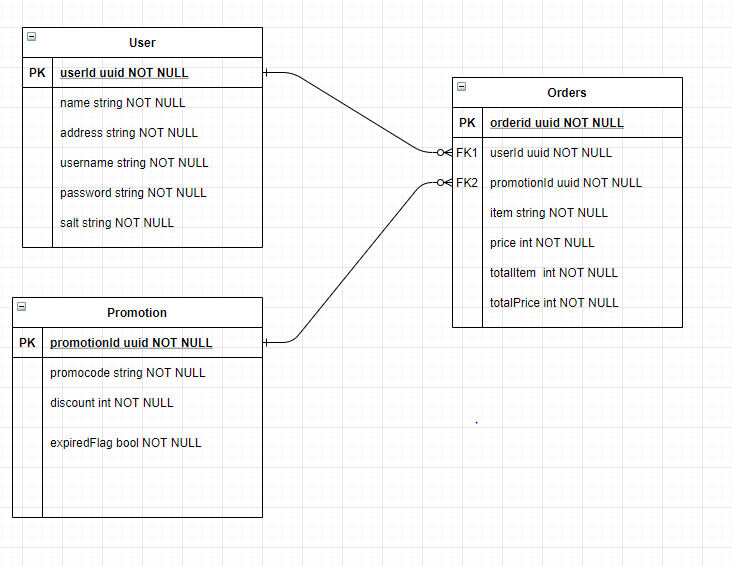 User
PK userId uuid NOT NULL
name string NOT NULL
address string NOT NULL
username string NOT NULL
password string NOT NULL
salt string NOT NULL
Orders
PK orderid uuid NOT NULL
FK1 userId uuid NOT NULL
FK2 promotionId uuid NOT NULL
item string NOT NULL
price int NOT NULL
totalItem  int NOT NULL
totalPrice int NOT NULL
Promotion
PK promotionId uuid NOT NULL
promocode string NOT NULL
discount int NOT NULL
expiredFlag bool NOT NULL